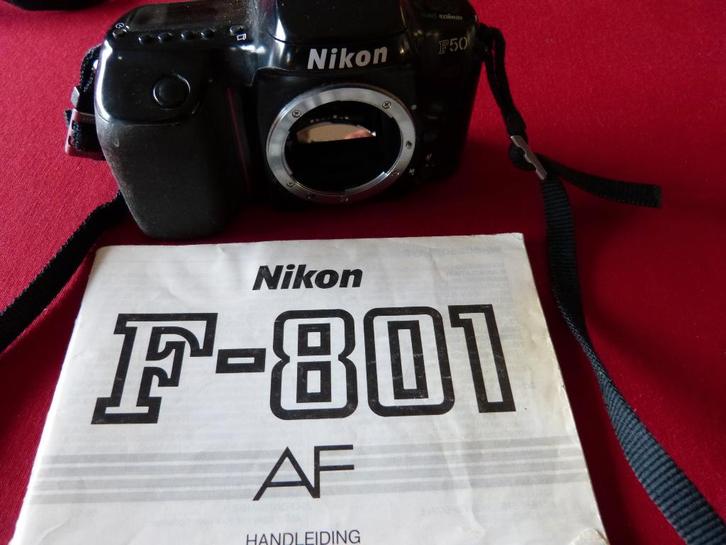 Nikon
F50
Nikon
F-801
AF
HANDLEIDING